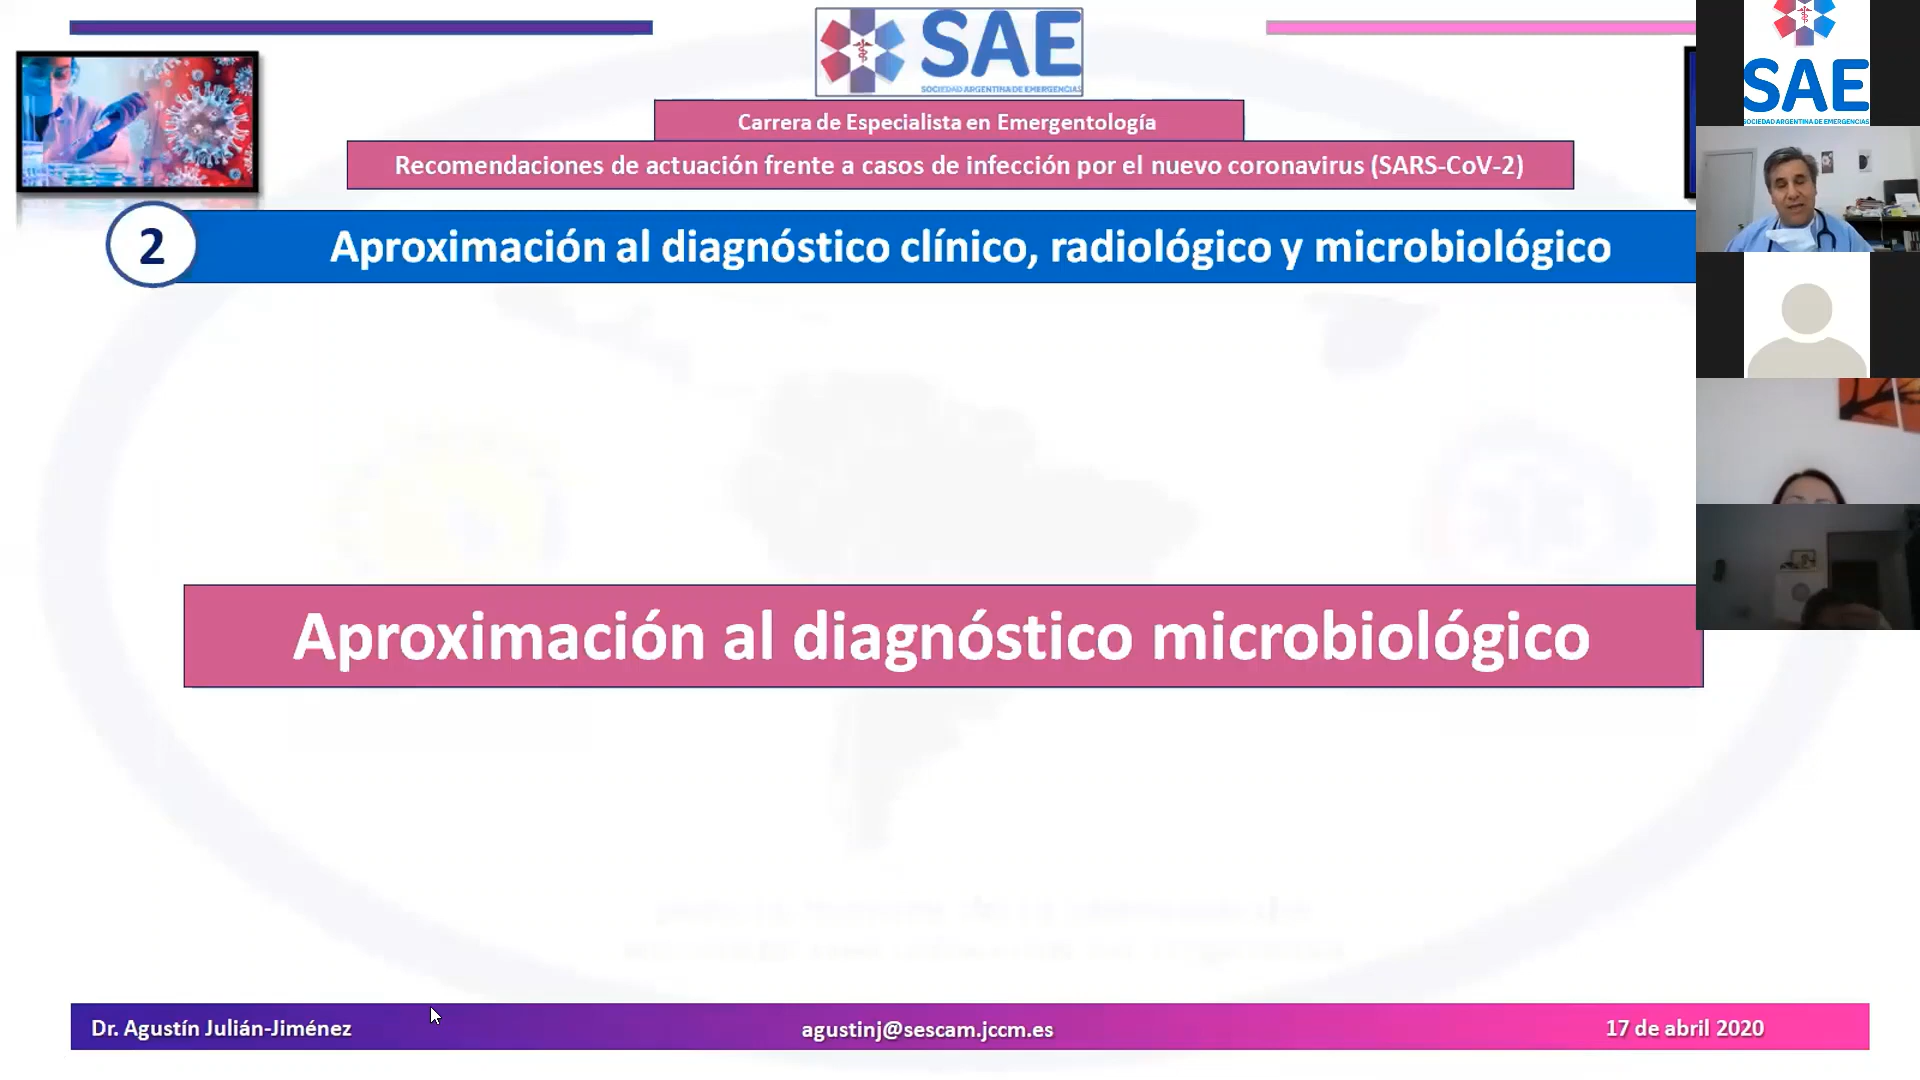 SAE
SOCIEDAD ARGENTINA DE EMERGENCIAS
Carrera de Especialista en Emergentología
Recomendaciones de actuación frente a casos de infección por el nuevo coronavirus (SARS-CoV-2)
2
Aproximación al diagnóstico clínico, radiológico y microbiológico
Aproximación al diagnóstico microbiológico
Dr. Agustín Julián-Jiménez
agustinj@sescam.jccm.es
17 de abril 2020
SAE
SOCIEDAD ARGENTINA DE EMERGENCIAS